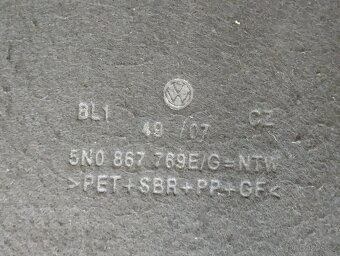 BL1 49/07 CZ
5N0 867 769E/G=NTW
>PET+SBR+PP+GF<